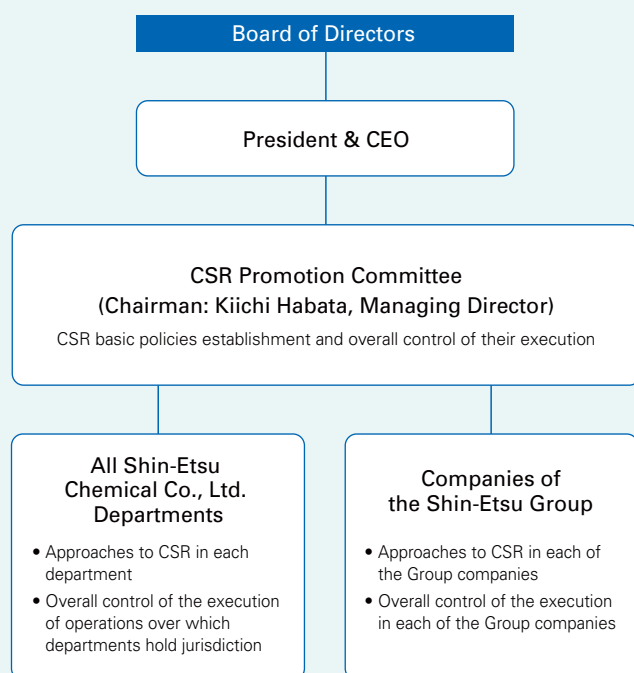 Board of Directors
President & CEO
CSR Promotion Committee
(Chairman: Kiichi Habata, Managing Director)
CSR basic policies establishment and overall control of their execution
All Shin-Etsu
Chemical Co., Ltd.
Departments
• Approaches to CSR in each
department
• Overall control of the execution
of operations over which
departments hold jurisdiction
Companies of
the Shin-Etsu Group
• Approaches to CSR in each of
the Group companies
• Overall control of the execution
in each of the Group companies